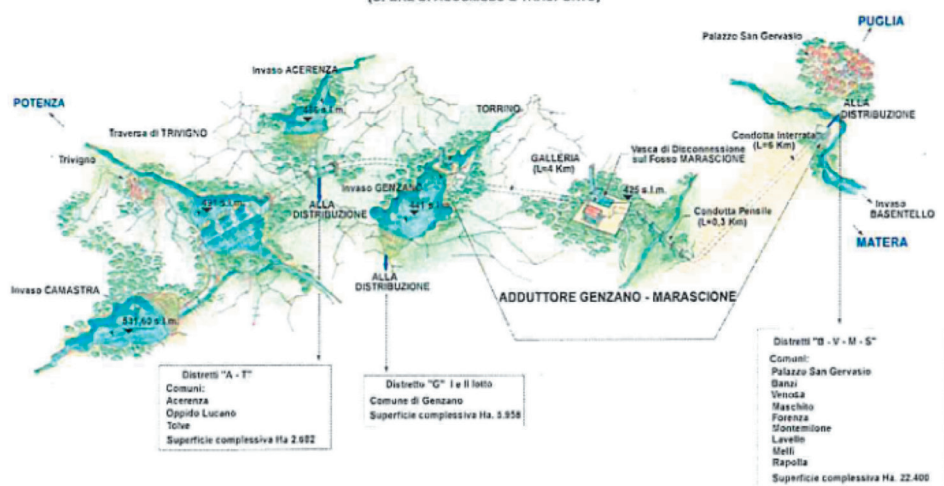 PUGLIA
Palazzo San Gervasio
Invaso ACERENZA
POTENZA
TORRINO
ALLA
DISTRIBUZIONE
Traversa di TRIVIGNO
Condotta Interrata
(L=6 Km)
Vasca di Disconnessione
sul Fosso MARASCIONE
Trivigno
GALLERIA
(L=4 Km)
Invaso GENZANO
425 s.l.m.
Invaso
BASENTELLO
ALLA
DISTRIBUZIONE
Condotta Pensile
(L=0,3 Km)
s.l.m.
MATERA
ALLA
DISTRIBUZIONE
Invaso CAMASTRA
ADDUTTORE GENZANO - MARASCIONE
531,60 s.l.m.
Distretti "A - T"
Comuni:
Acerenza
Oppido Lucano
Tolve
Superficie complessiva Ha 2.602
Distretto "G" I e II lotto
Comune di Genzano
Superficie complessiva Ha. 5.958
Distretti "B - V - M - S"
Comuni:
Palazzo San Gervasio
Banzi
Venosa
Maschito
Forenza
Montemilone
Lavello
Melfi
Rapolla
Superficie complessiva Ha. 22.400